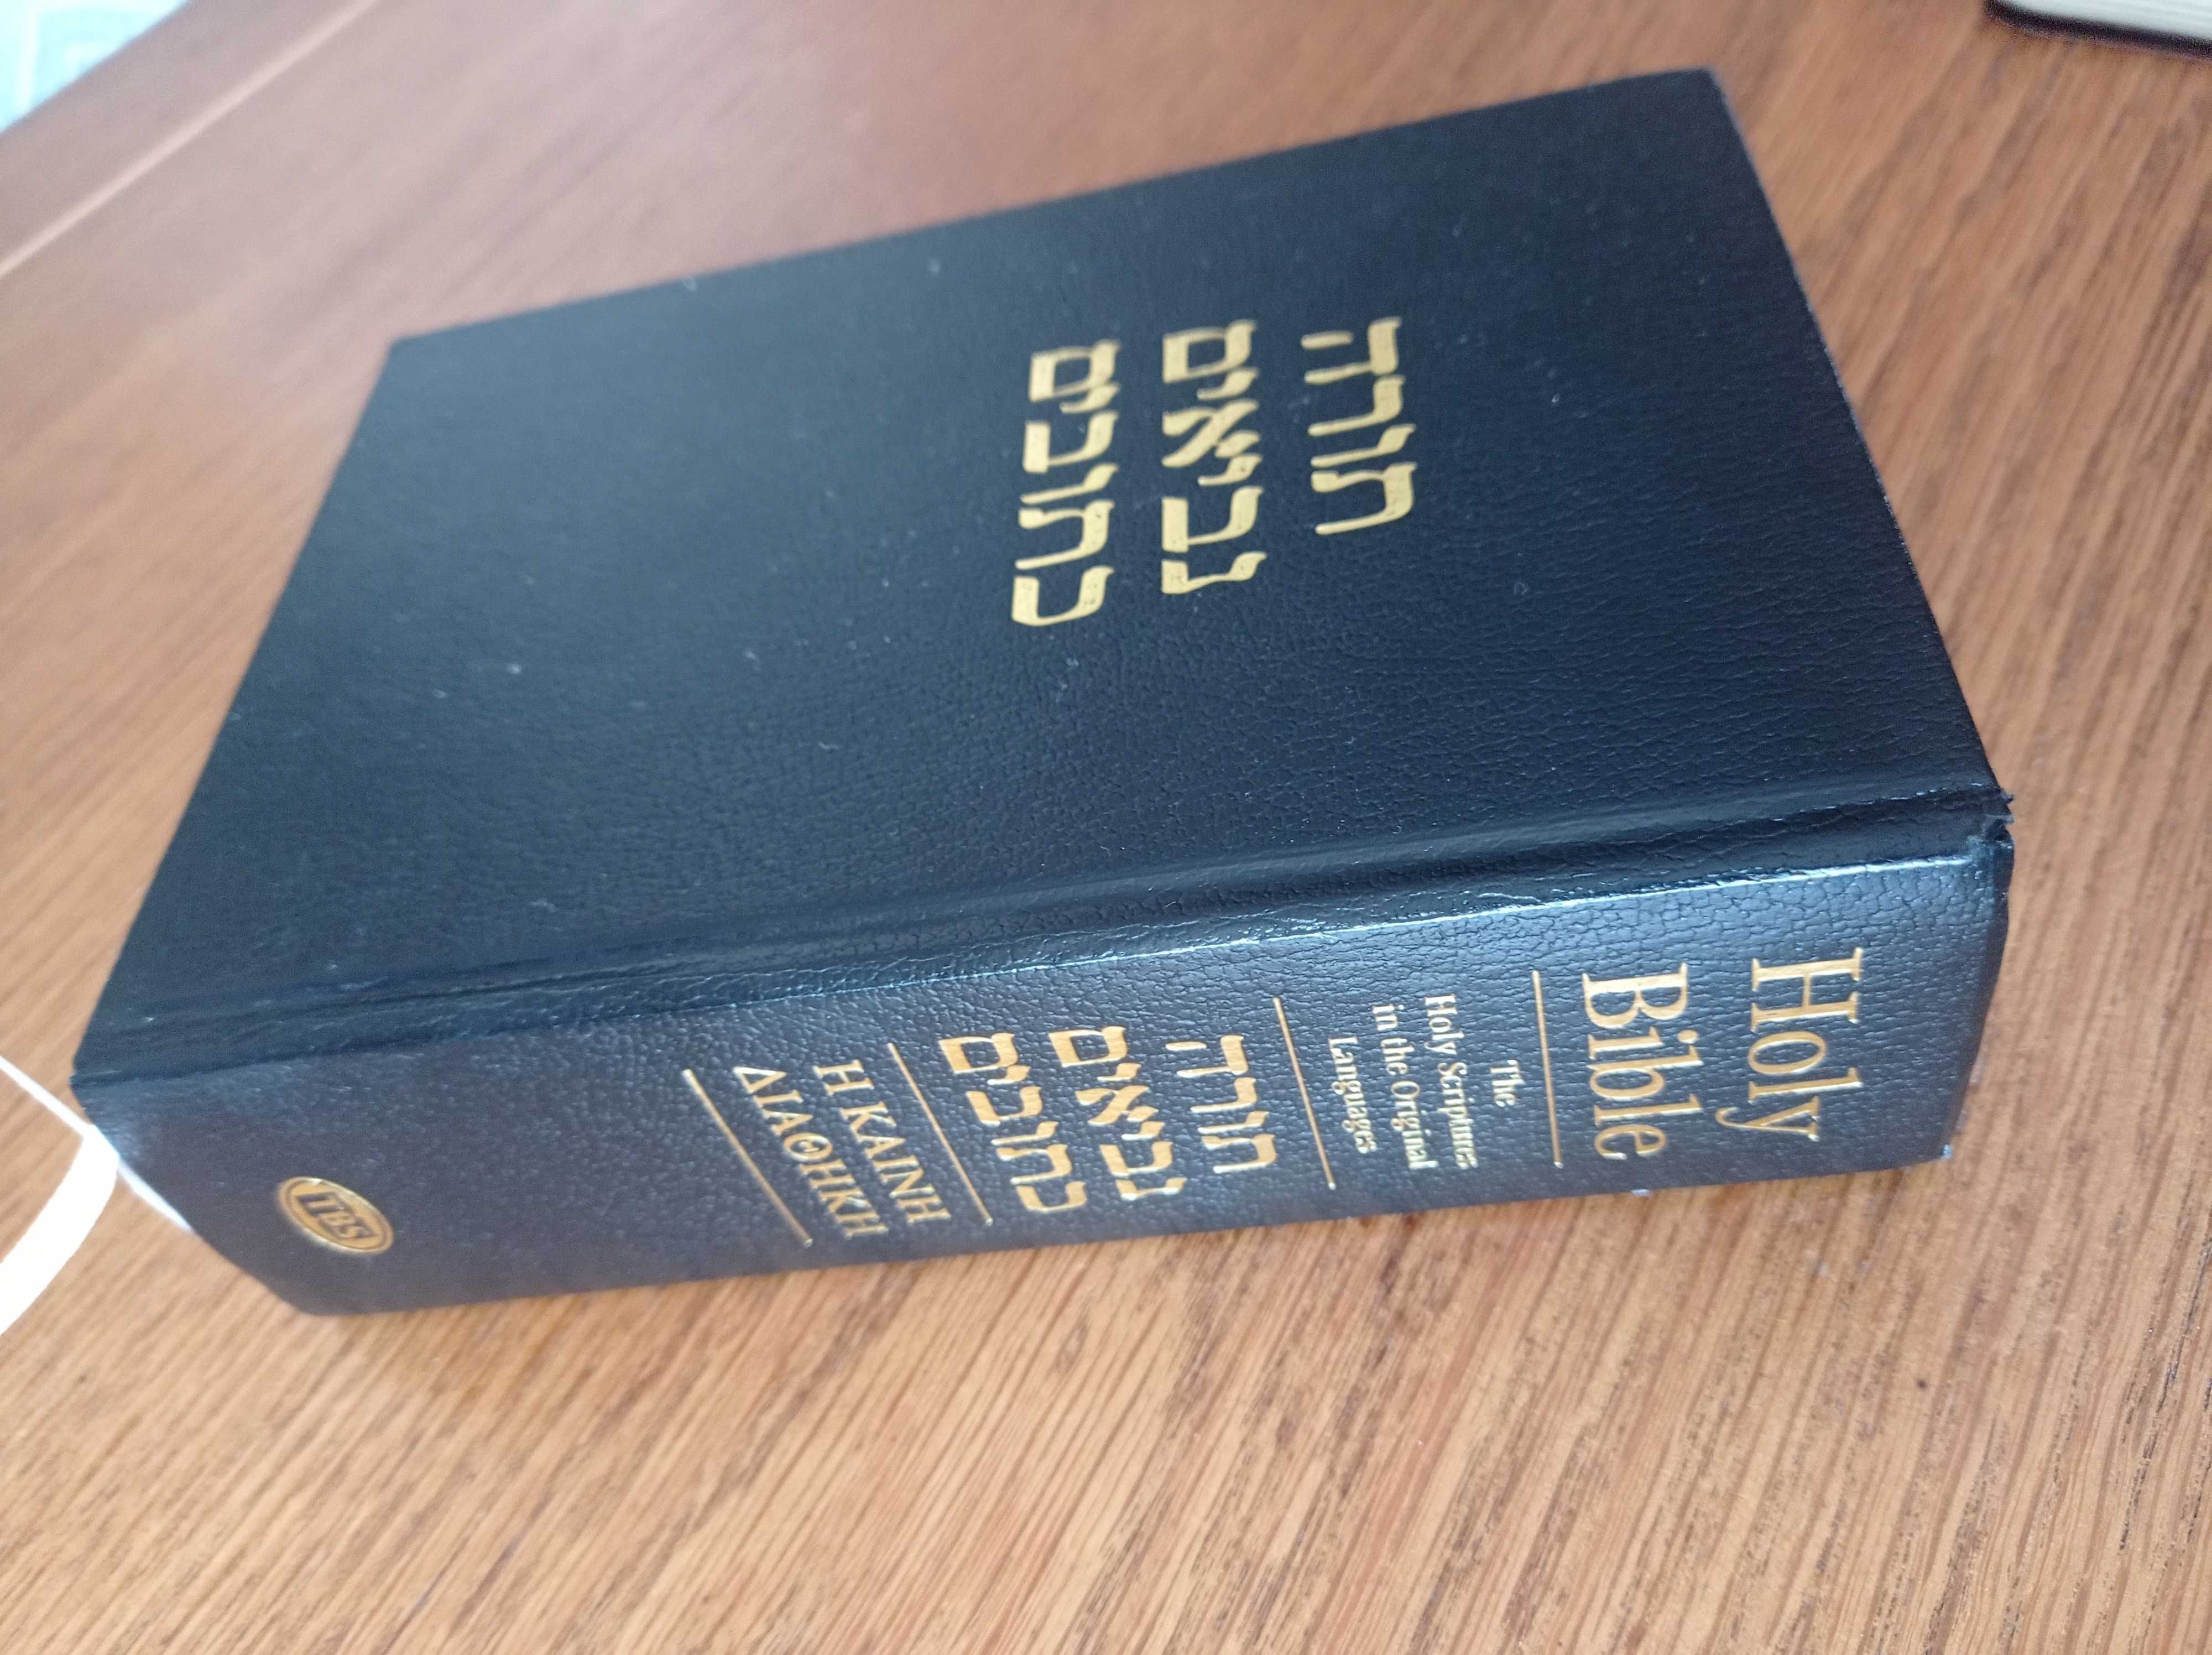 תורה
נביאים
כתובים
Holy
Bible
The
Holy Scriptures
in the Original
Languages
תורה
נביאים
כתובים
Η ΚΑΙΝΗ
ΔΙΑΘΗΚΗ
TBS